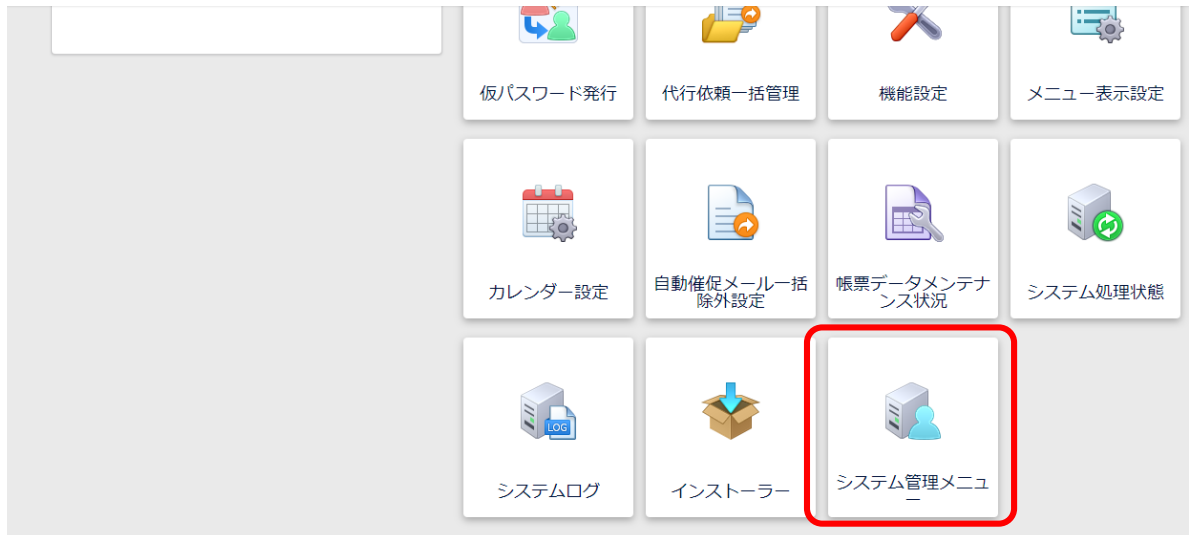 仮パスワード発行
代行依頼一括管理
機能設定
メニュー表示設定
カレンダー設定
自動催促メール一括
除外設定
帳票データメンテナ
ンス状況
システム処理状態
LOG
システムログ
インストーラー
システム管理メニュ
ー